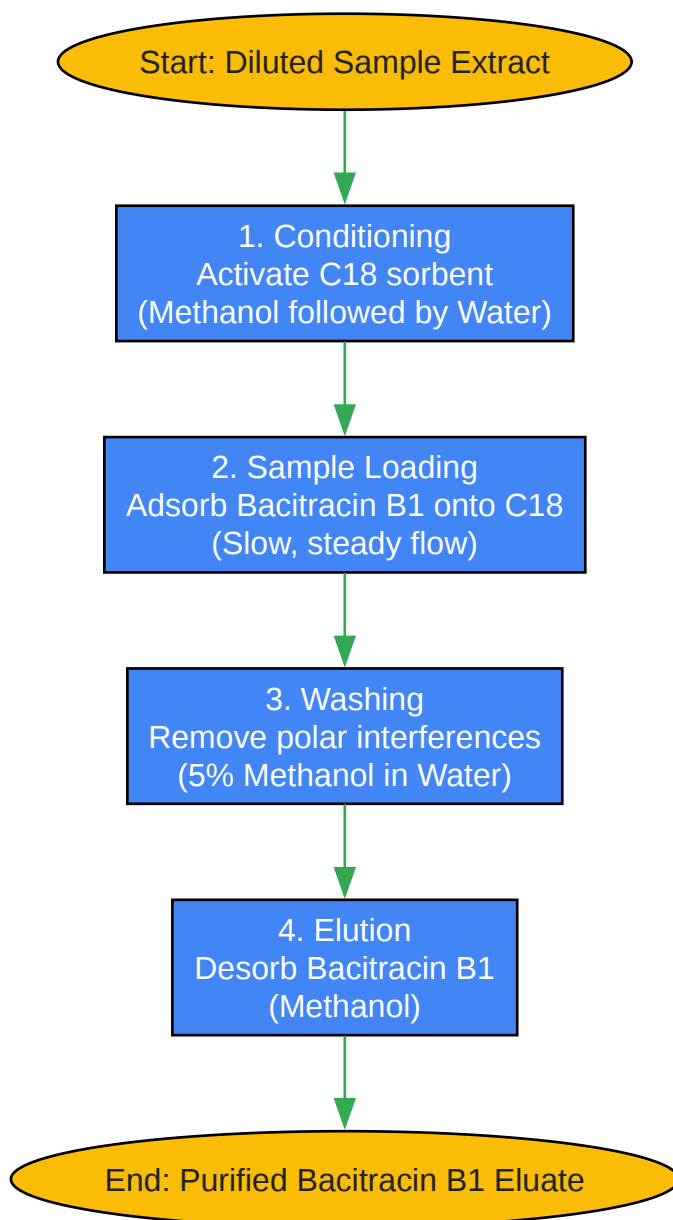 Start: Diluted Sample Extract
1. Conditioning
Activate C18 sorbent
(Methanol followed by Water)
2. Sample Loading
Adsorb Bacitracin B1 onto C18
(Slow, steady flow)
3. Washing
Remove polar interferences
(5% Methanol in Water)
4. Elution
Desorb Bacitracin B1
(Methanol)
End: Purified Bacitracin B1 Eluate